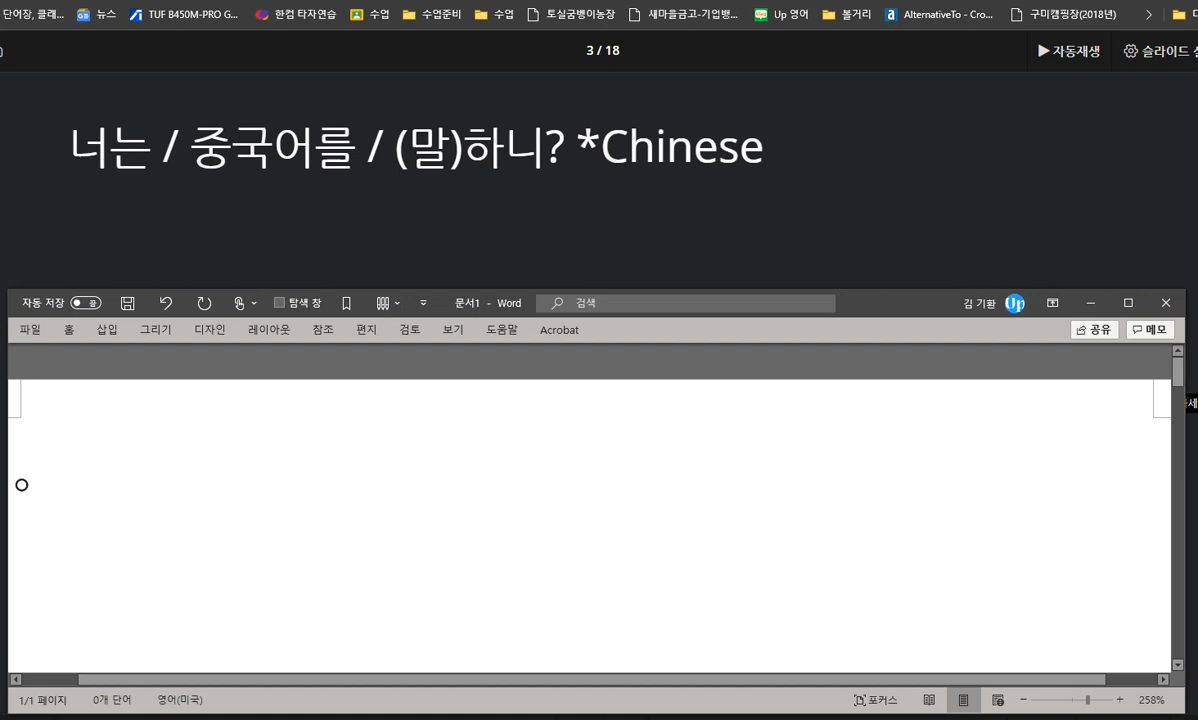 단어장, 클래... 뉴스 TUF B450M-PRO G... 한컴 타자연습 수업 수업준비 수업 토실굼벵이농장 새마을금고-기업뱅... Up 영어 볼거리 AlternativeTo - Cro... 구미캠핑장(2018년)
3 / 18 자동재생 슬라이드
너는 / 중국어를 / (말)하니? *Chinese
자동 저장 끔 탐색 창 문서1 - Word 검색 김 기환 Up
파일 홈 삽입 그리기 디자인 레이아웃 참조 편지 검토 보기 도움말 Acrobat 공유 메모
1/1 페이지 0개 단어 영어(미국) 포커스 258%